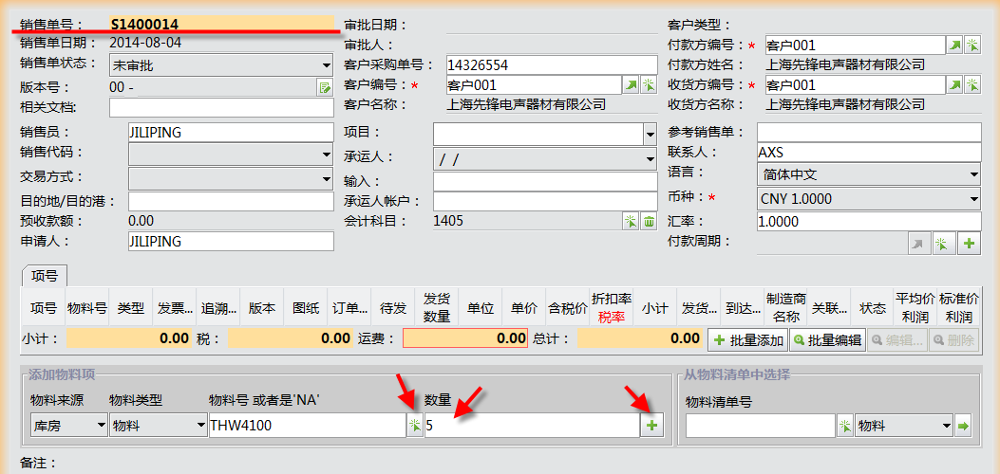 销售单号： S1400014 审批日期： 客户类型：
销售单日期： 2014-08-04 审批人： 付款方编号：* 客户001
销售单状态： 未审批 客户采购单号： 14326554 付款方姓名： 上海先锋电声器材有限公司
版本号： 00 - 客户编号：* 客户001 收货方编号：* 客户001
相关文档: 客户名称： 上海先锋电声器材有限公司 收货方名称： 上海先锋电声器材有限公司
销售员： JILIPING 项目： 参考销售单：
销售代码： 承运人： / / 联系人： AXS
交易方式： 输入： 语言： 简体中文
目的地/目的港： 承运人帐户： 币种：* CNY 1.0000
预收款额： 0.00 会计科目： 1405 汇率： 1.0000
申请人： JILIPING 付款周期：
项号
项号 物料号 类型 发票... 追溯... 版本 图纸 订单... 待发 发货数量 单位 单价 含税价 折扣率 税率 小计 发货... 到达... 制造商名称 关联... 状态 平均价利润 标准价利润
小计： 0.00 税： 0.00 运费： 0.00 总计： 0.00 批量添加 批量编辑 编辑... 删除
添加物料项 从物料清单中选择
物料来源 物料类型 物料号 或者是'NA' 数量 物料清单号
库房 物料 THW4100 5 物料
备注：